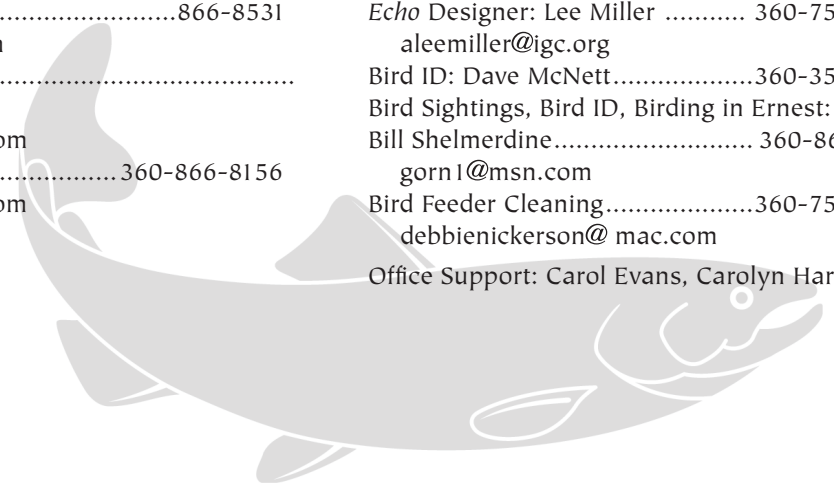 ........................866-8531
m
....................................
om
................360-866-8156
om
Echo Designer: Lee Miller .......... 360-75
aleemiller@igc.org
Bird ID: Dave McNett...................360-35
Bird Sightings, Bird ID, Birding in Ernest:
Bill Shelmerdine......................... 360-86
gorn1@msn.com
Bird Feeder Cleaning...................360-75
debbienickerson@ mac.com
Office Support: Carol Evans, Carolyn Har